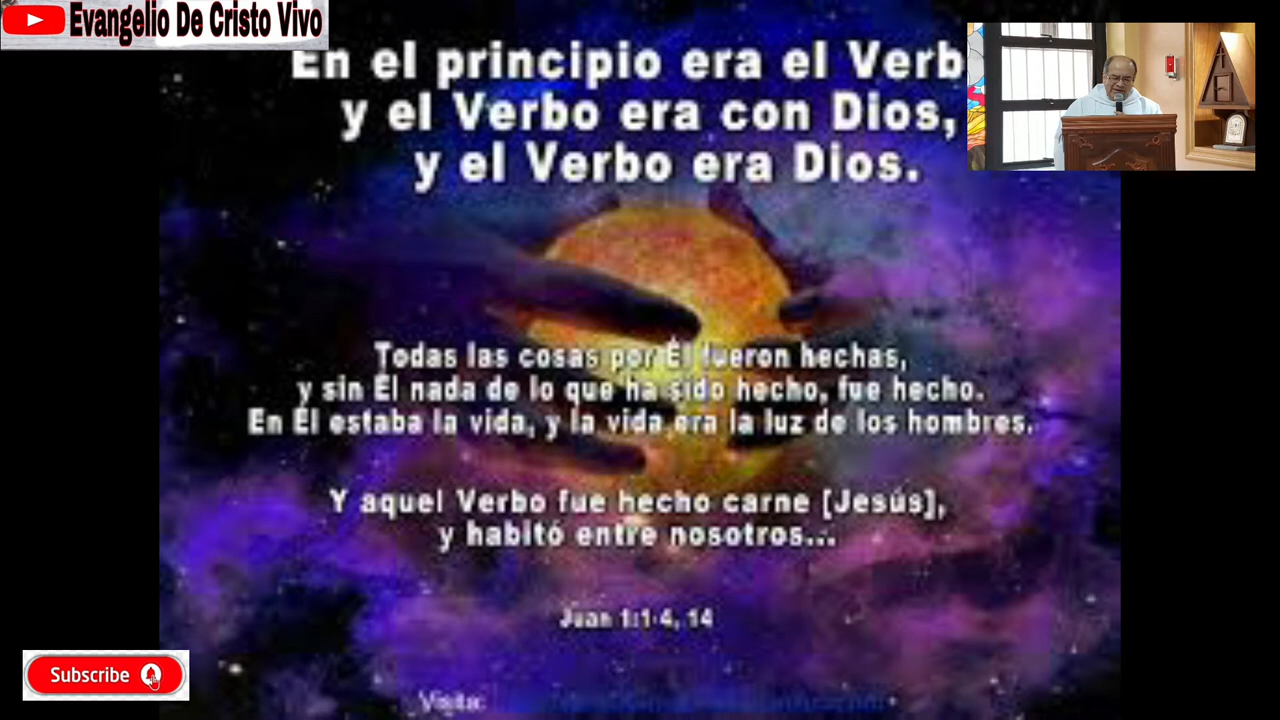 Evangelio De Cristo Vivo
En el principio era el Verb
y el Verbo era con Dios,
y el Verbo era Dios.
Todas las cosas por Él fueron hechas,
y sin Él nada de lo que ha sido hecho, fue hecho.
En Él estaba la vida, y la vida era la luz de los hombres.
Y aquel Verbo fue hecho carne [Jesús],
y habitó entre nosotros...
Juan 1:1-4, 14
Subscribe
Visita: